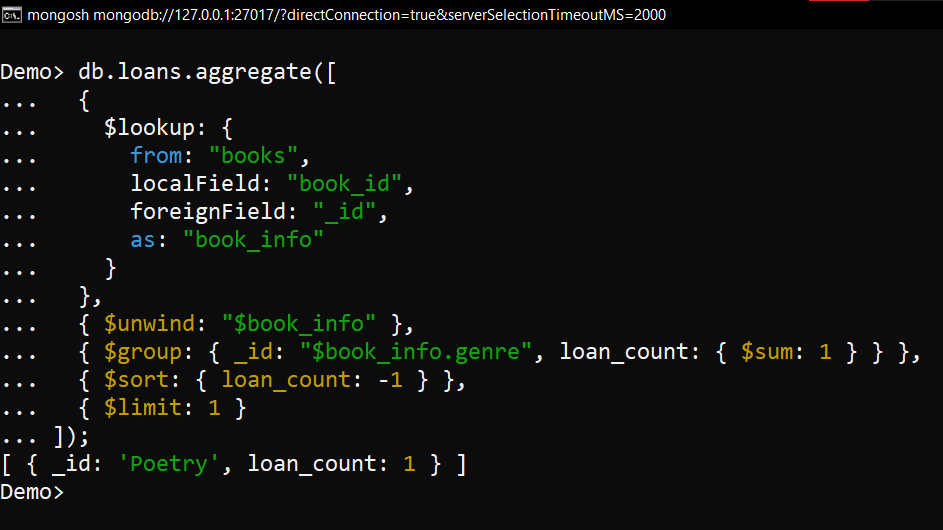 mongosh mongodb://127.0.0.1:27017/?directConnection=true&serverSelectionTimeoutMS=2000
Demo> db.loans.aggregate([
...   {
...     $lookup: {
...       from: "books",
...       localField: "book_id",
...       foreignField: "_id",
...       as: "book_info"
...     }
...   },
...   { $unwind: "$book_info" },
...   { $group: { _id: "$book_info.genre", loan_count: { $sum: 1 } } },
...   { $sort: { loan_count: -1 } },
...   { $limit: 1 }
... ]);
[ { _id: 'Poetry', loan_count: 1 } ]
Demo>